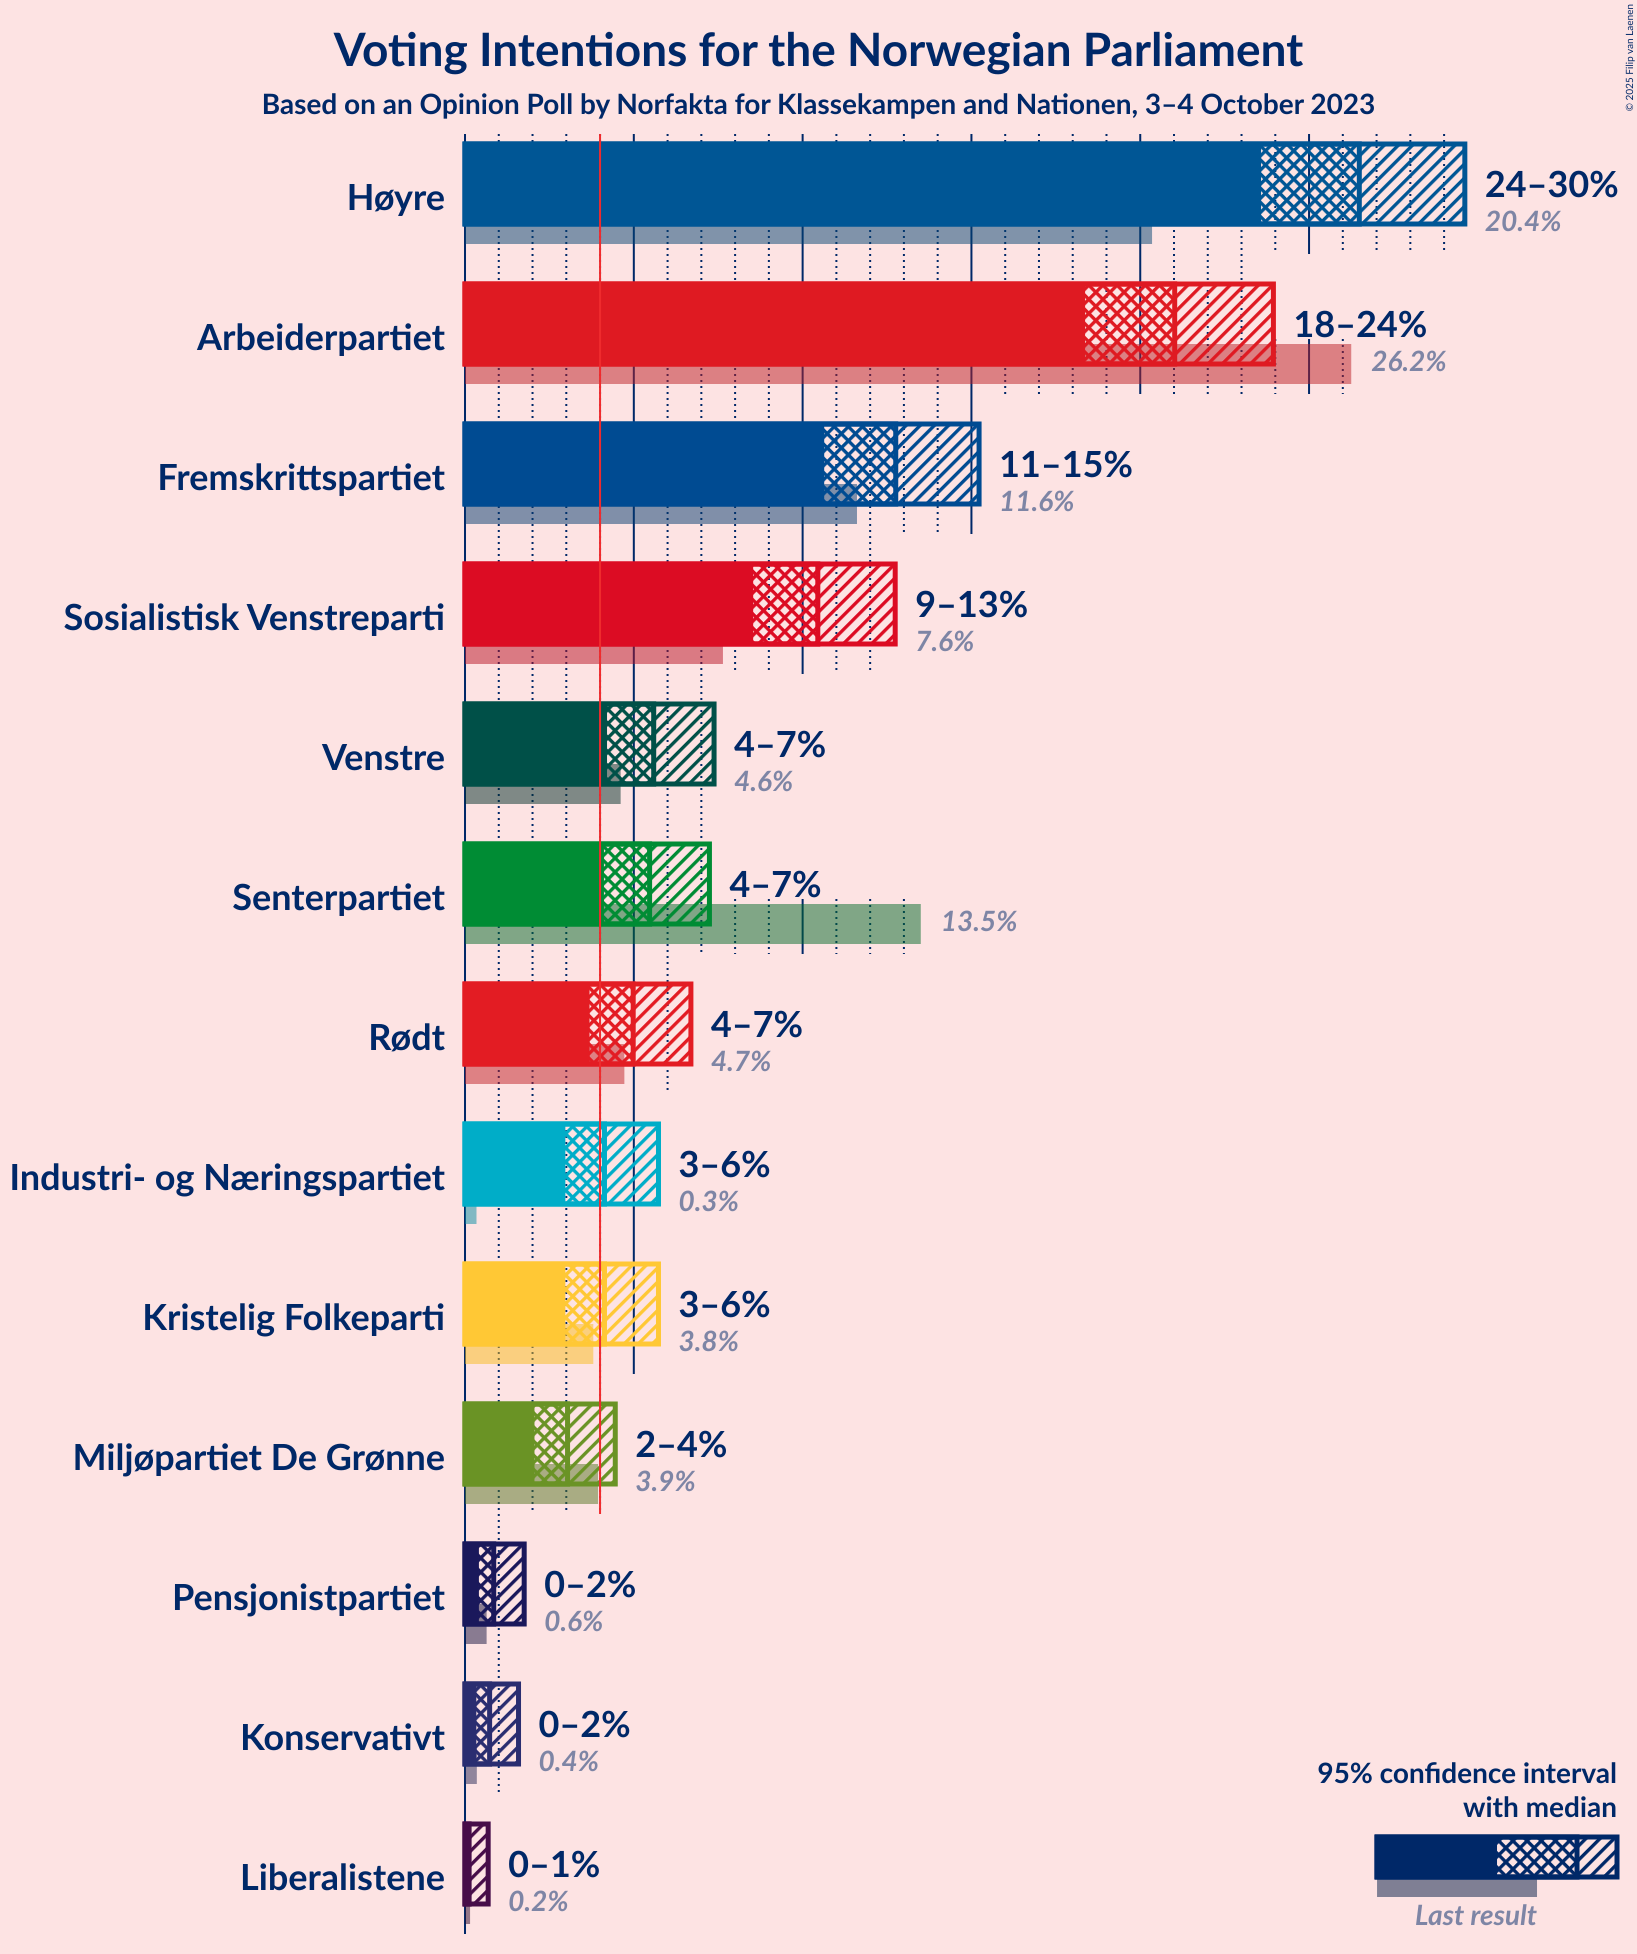 Voting Intentions for the Norwegian Parliament
Based on an Opinion Poll by Norfakta for Klassekampen and Nationen, 3–4 October 2023
© 2025 Filip van Laenen
Høyre
24–30%
20.4%
Arbeiderpartiet
18–24%
26.2%
Fremskrittspartiet
11–15%
11.6%
Sosialistisk Venstreparti
9–13%
7.6%
Venstre
4–7%
4.6%
Senterpartiet
4–7%
13.5%
Rødt
4–7%
4.7%
Industri- og Næringspartiet
3–6%
0.3%
Kristelig Folkeparti
3–6%
3.8%
Miljøpartiet De Grønne
2–4%
3.9%
Pensjonistpartiet
0–2%
0.6%
Konservativt
0–2%
0.4%
Liberalistene
0–1%
0.2%
95% confidence interval
with median
Last result